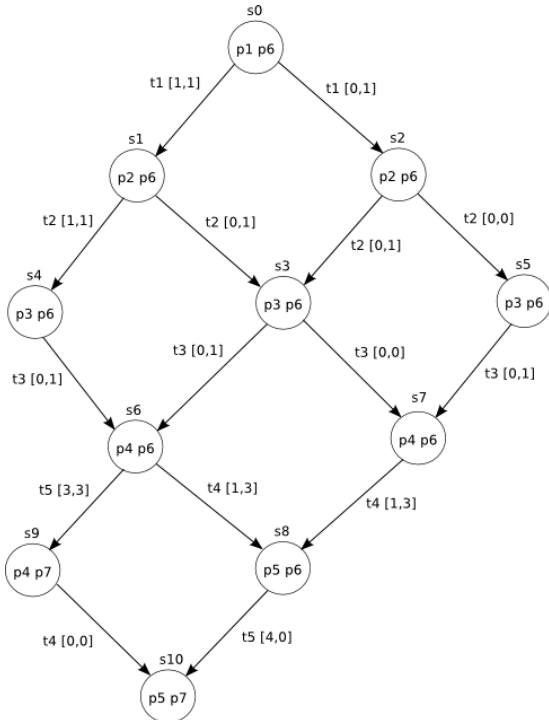 s0
p1 p6
t1 [1,1]
t1 [0,1]
s1
s2
p2 p6
p2 p6
t2 [1,1]
t2 [0,1]
t2 [0,1]
t2 [0,0]
s4
s3
s5
p3 p6
p3 p6
p3 p6
t3 [0,1]
t3 [0,1]
t3 [0,0]
t3 [0,1]
s6
s7
p4 p6
p4 p6
t5 [3,3]
t4 [1,3]
t4 [1,3]
s9
s8
p4 p7
p5 p6
t4 [0,0]
t5 [4,0]
s10
p5 p7